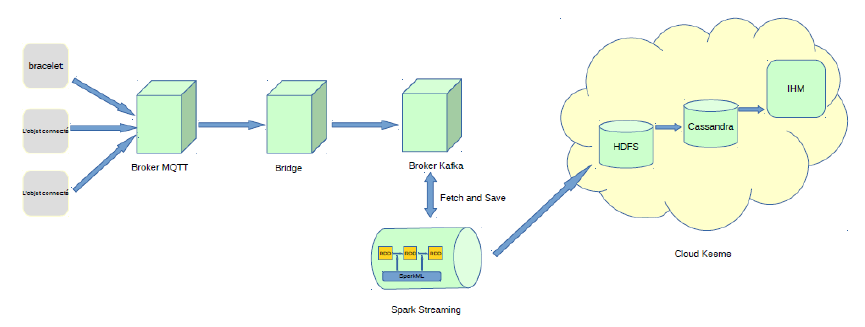 bracelet
L'objet connecté
L'objet connecté
Broker MQTT
Bridge
Broker Kafka
Fetch and Save
RDD
RDD
RDD
SparkML
Spark Streaming
HDFS
Cassandra
IHM
Cloud Keeme